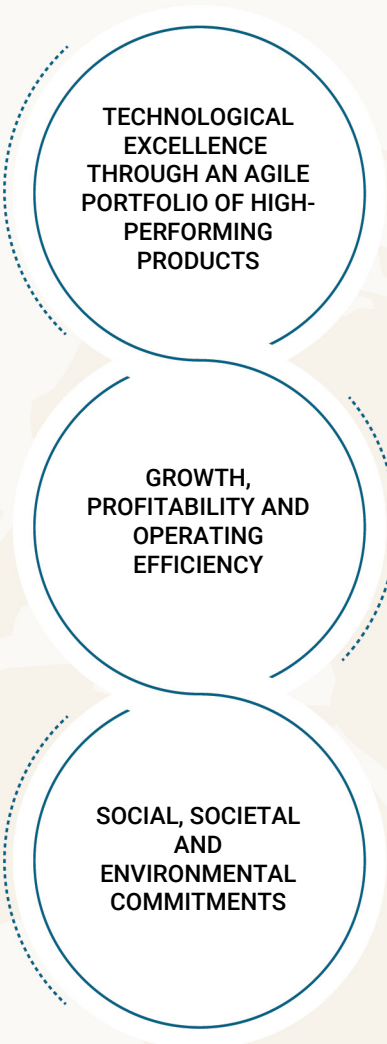 TECHNOLOGICAL
EXCELLENCE
THROUGH AN AGILE
PORTFOLIO OF HIGH-
PERFORMING
PRODUCTS
GROWTH,
PROFITABILITY AND
OPERATING
EFFICIENCY
SOCIAL, SOCIETAL
AND
ENVIRONMENTAL
COMMITMENTS